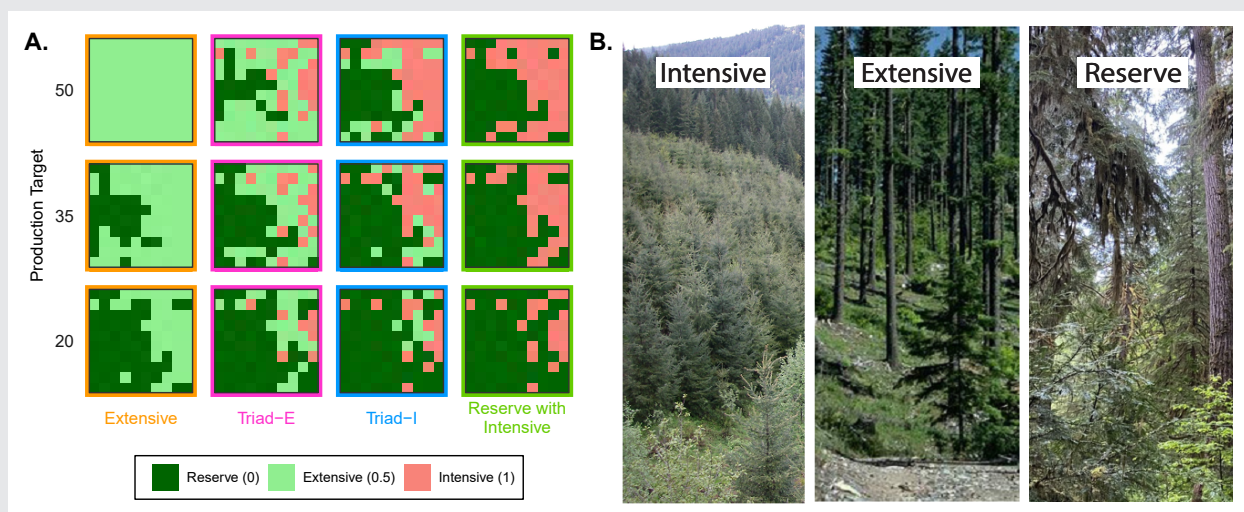 A.
B.
Intensive
Extensive
Reserve
Production Target
50
35
20
Extensive
Triad−E
Triad−I
Reserve with
Intensive
Reserve (0)
Extensive (0.5)
Intensive (1)